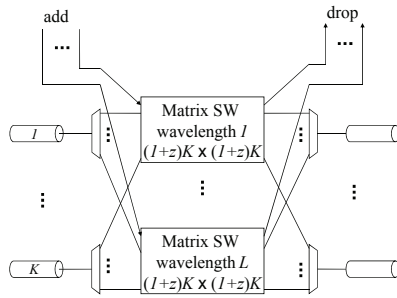 add
drop
...
...
Matrix SW
wavelength 1
(1+z)K x (1+z)K
1
...
...
...
...
...
Matrix SW
wavelength L
(1+z)K x (1+z)K
K
...
...